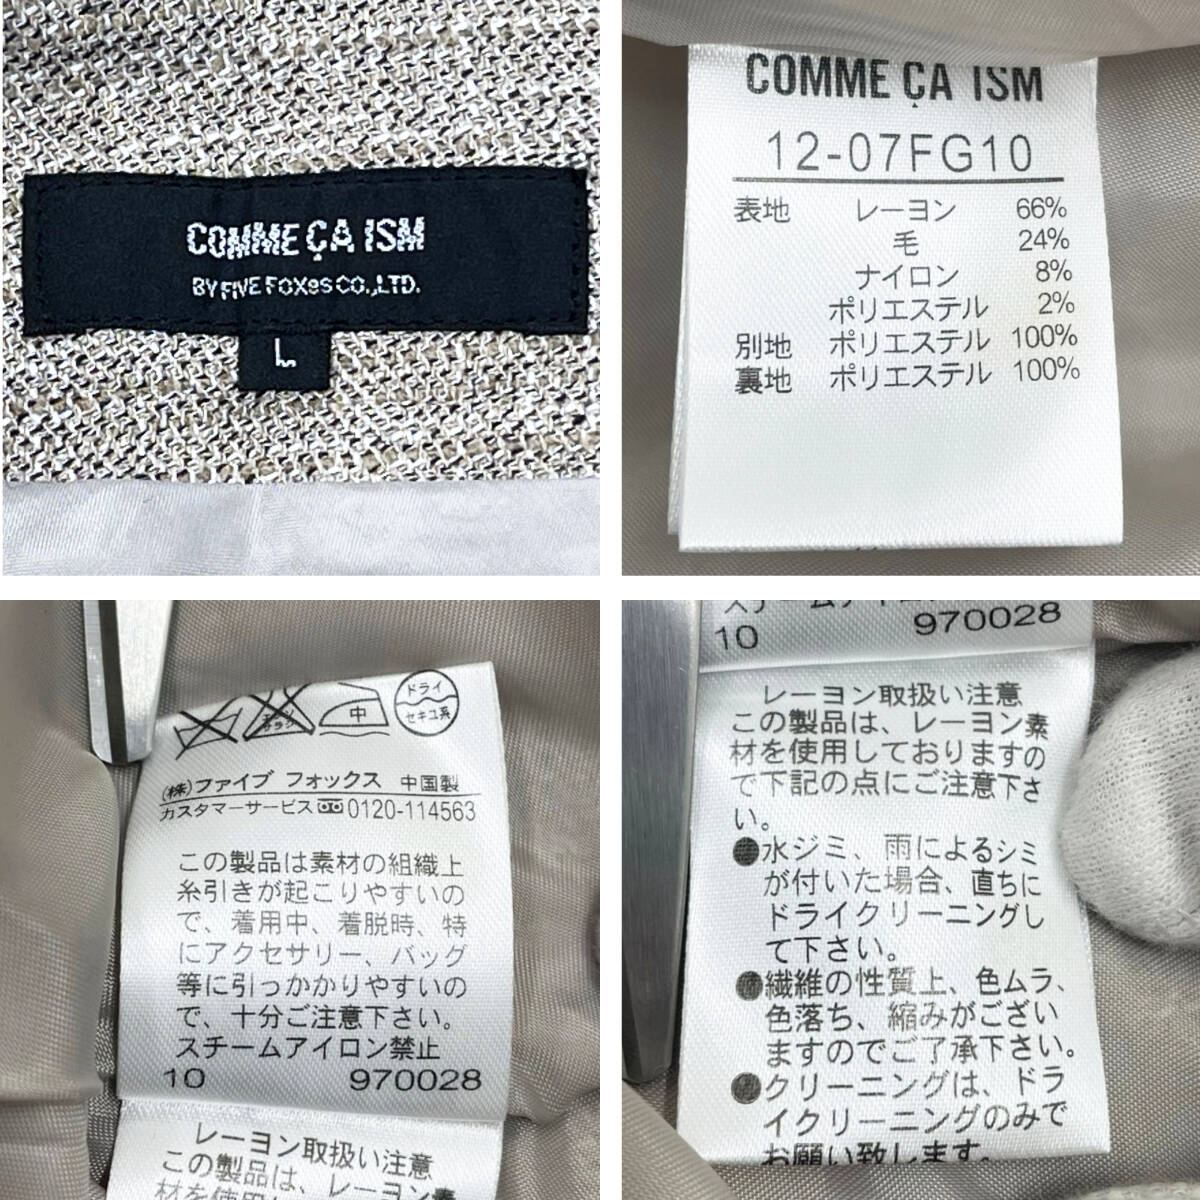 COMME ÇA ISM
BY FIVE FOXes CO.,LTD.
L
COMME ÇA ISM
12-07FG10
表地 レーヨン 66%
毛 24%
ナイロン 8%
ポリエステル 2%
別地 ポリエステル 100%
裏地 ポリエステル 100%
中
ドライ
セキユ系
(株)ファイブ フォックス 中国製
カスタマーサービス 0120-114563
この製品は素材の組織上
糸引きが起こりやすいの
で、着用中、着脱時、特
にアクセサリー、バッグ
等に引っかかりやすいの
で、十分ご注意下さい。
スチームアイロン禁止
10 970028
レーヨン取扱い注意
この製品は、レーヨン素
材を使用
10 970028
レーヨン取扱い注意
この製品は、レーヨン素
材を使用しておりますの
で下記の点にご注意下さ
い。
●水ジミ、雨によるシミ
が付いた場合、直ちに
ドライクリーニングし
て下さい。
●繊維の性質上、色ムラ、
色落ち、縮みがござい
ますのでご了承下さい。
●クリーニングは、ドラ
イクリーニングのみで
お願い致します。